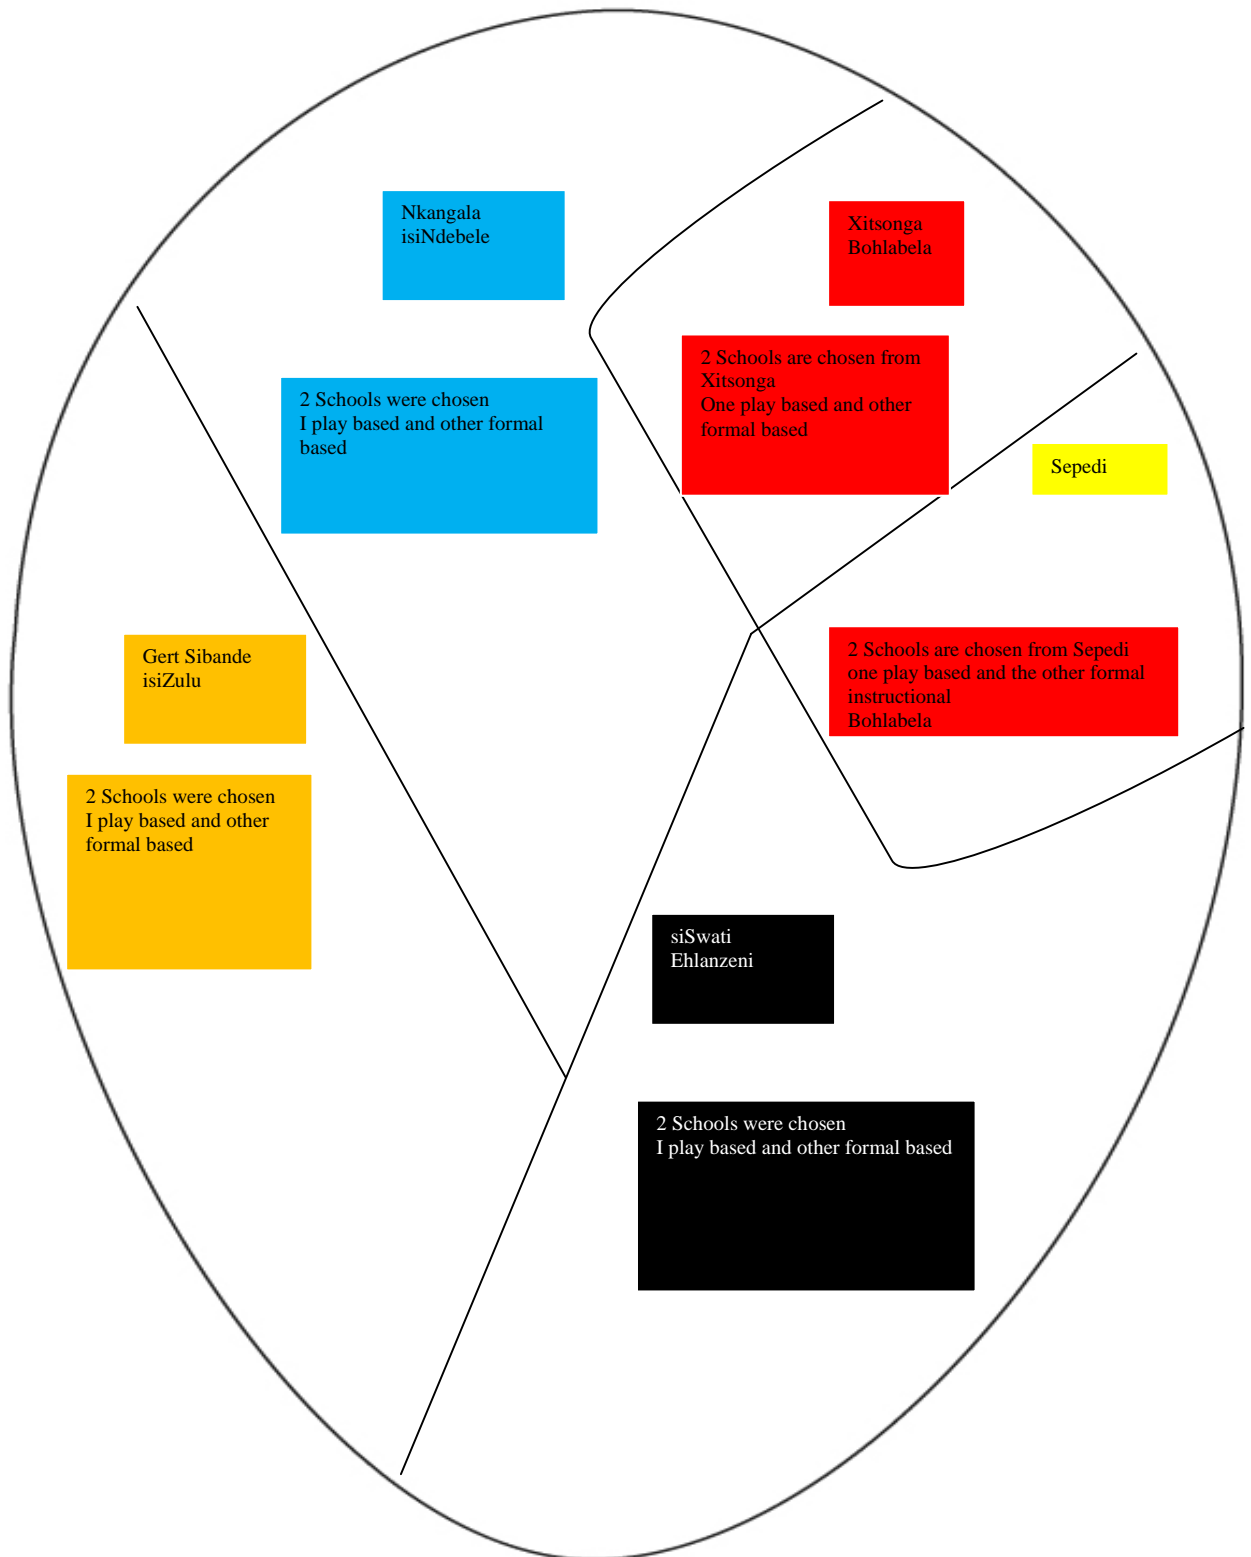 Nkangala
isiNdebele
Xitsonga
Bohlabela
2 Schools are chosen from
Xitsonga
One play based and other
formal based
2 Schools were chosen
I play based and other formal
based
Sepedi
2 Schools are chosen from Sepedi
one play based and the other formal
instructional
Bohlabela
Gert Sibande
isiZulu
2 Schools were chosen
I play based and other
formal based
siSwati
Ehlanzeni
2 Schools were chosen
I play based and other formal based